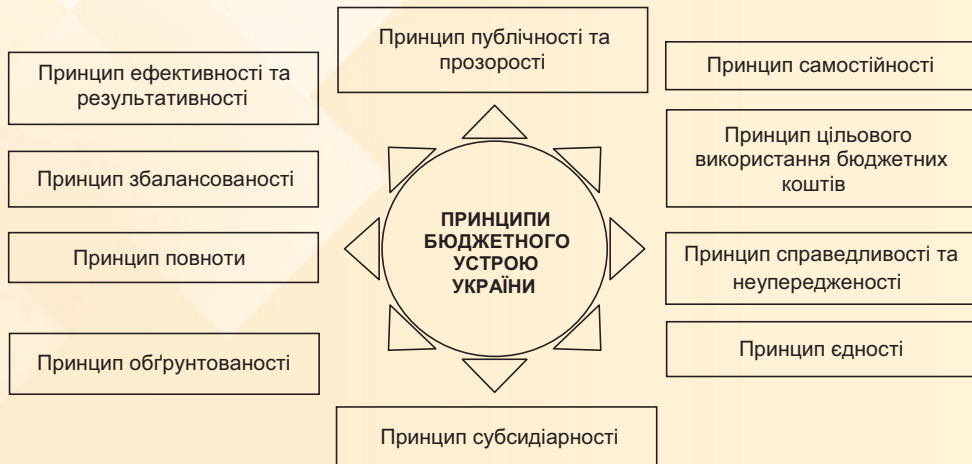 Принцип публічності та
прозорості
Принцип ефективності та
результативності
Принцип самостійності
Принцип збалансованості
Принцип цільового
використання бюджетних
коштів
ПРИНЦИПИ
БЮДЖЕТНОГО
УСТРОЮ
УКРАЇНИ
Принцип повноти
Принцип справедливості та
неупередженості
Принцип обґрунтованості
Принцип єдності
Принцип субсидіарності